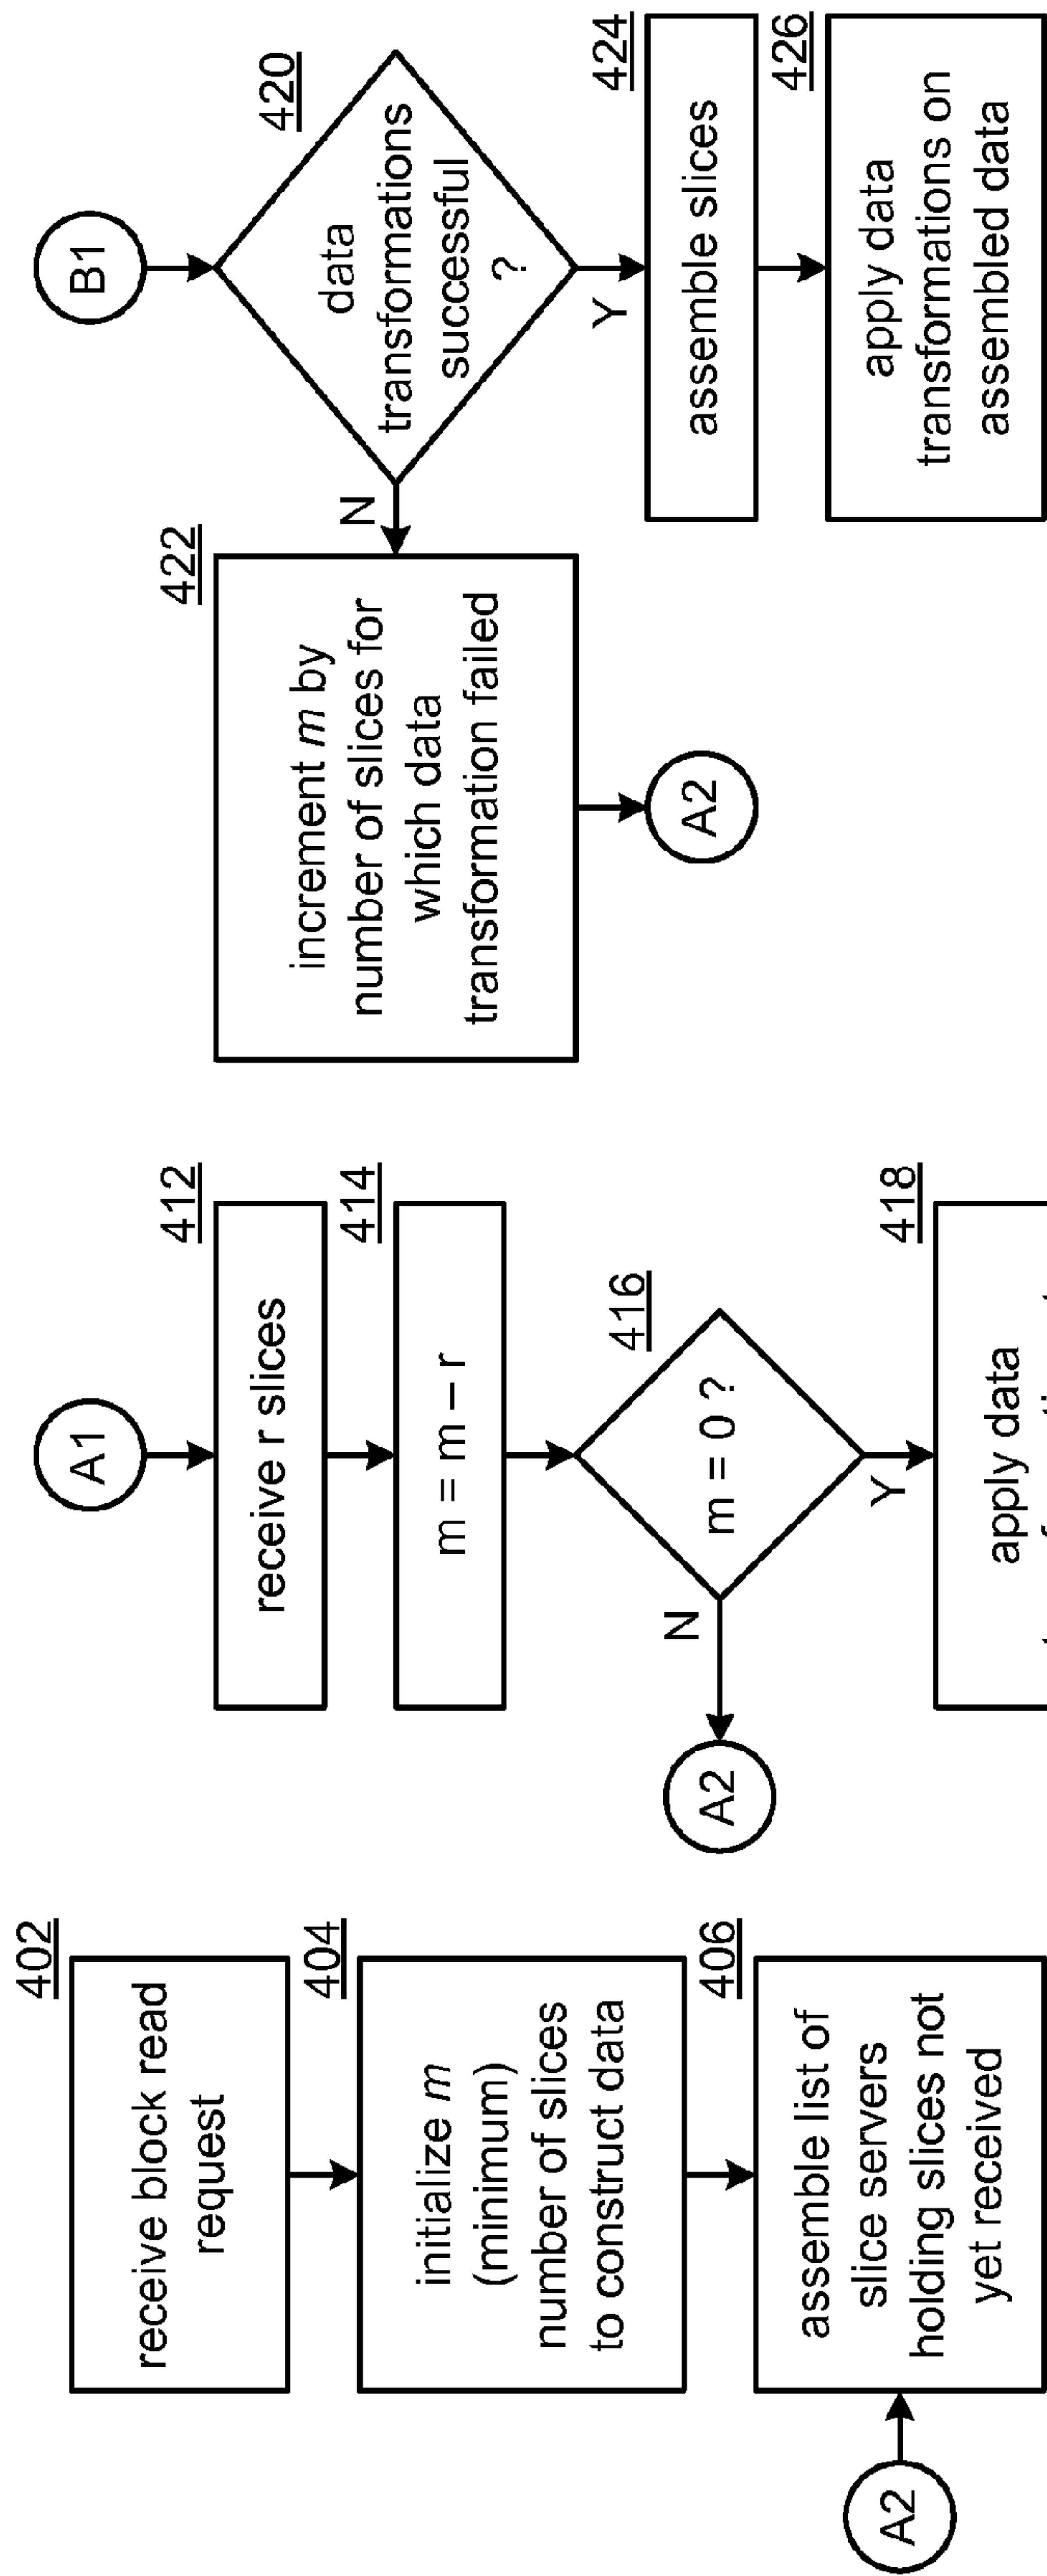 402
receive block read
request
404
initialize m
(minimum)
number of slices
to construct data
406
assemble list of
slice servers
holding slices not
yet received
A2
A1
412
receive r slices
414
m = m – r
416
m = 0 ?
N
A2
Y
418
apply data
B1
420
data
transformations
successful
?
N
422
increment m by
number of slices for
which data
transformation failed
A2
Y
424
assemble slices
426
apply data
transformations on
assembled data